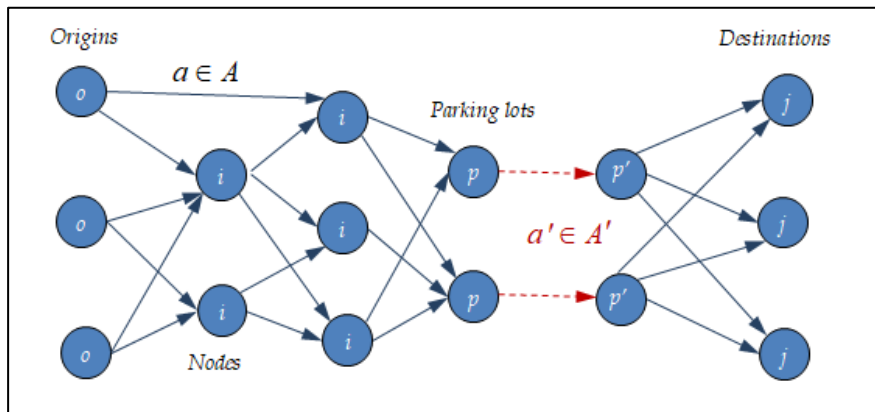 Origins
Destinations
a ∈ A
Parking lots
o
i
j
i
p
p'
o
i
a' ∈ A'
j
i
p
p'
o
i
j
Nodes